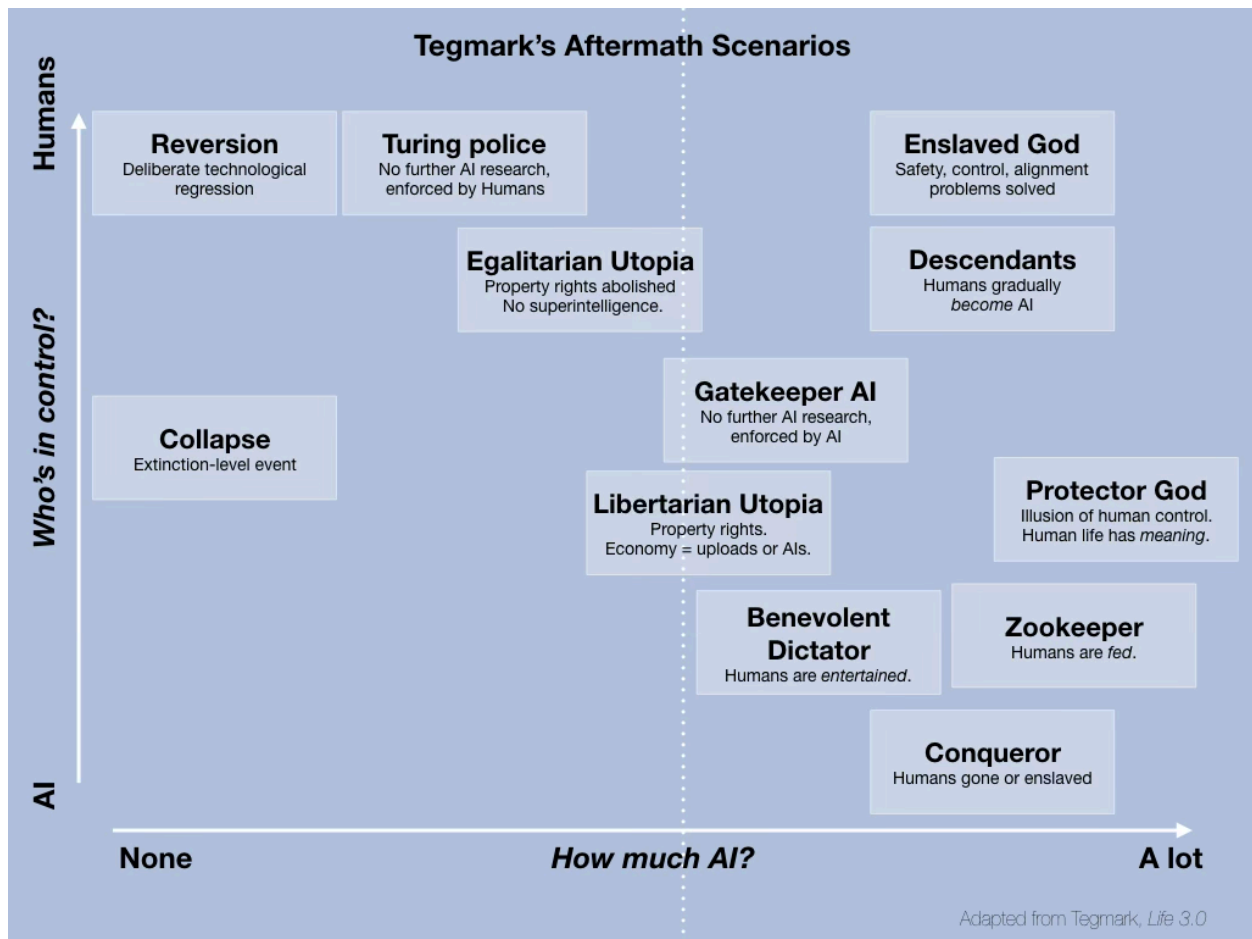 Tegmark's Aftermath Scenarios
Humans
Who's in control?
AI
Reversion
Deliberate technological
regression
Turing police
No further AI research,
enforced by Humans
Enslaved God
Safety, control, alignment
problems solved
Egalitarian Utopia
Property rights abolished
No superintelligence.
Descendants
Humans gradually
become AI
Gatekeeper AI
No further AI research,
enforced by AI
Collapse
Extinction-level event
Libertarian Utopia
Property rights.
Economy = uploads or AIs.
Protector God
Illusion of human control.
Human life has meaning.
Benevolent
Dictator
Humans are entertained.
Zookeeper
Humans are fed.
Conqueror
Humans gone or enslaved
None
How much AI?
A lot
Adapted from Tegmark, Life 3.0